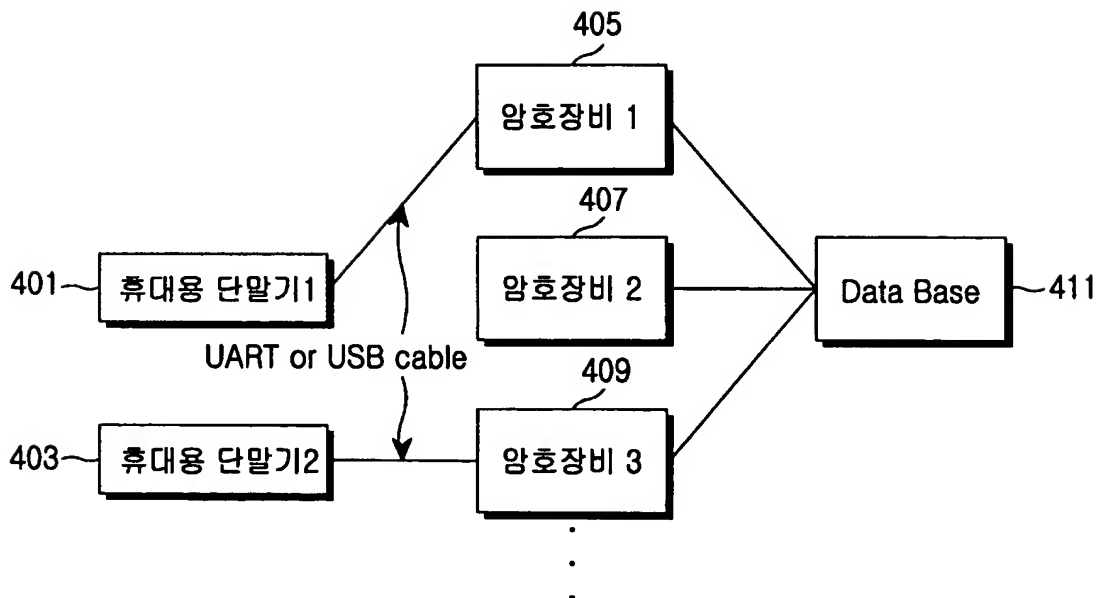 405
암호장비 1
407
401
휴대용 단말기1
암호장비 2
Data Base
411
UART or USB cable
409
403
휴대용 단말기2
암호장비 3